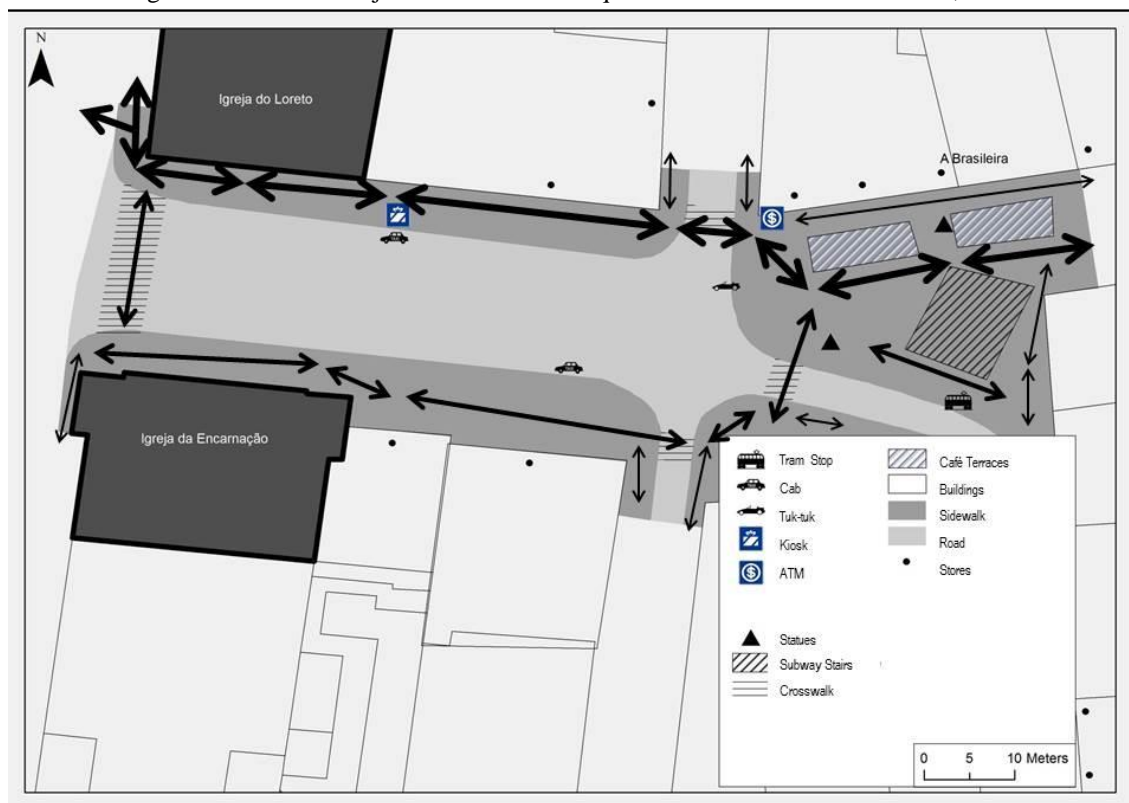 N
Igreja do Loreto
A Brasileira
Igreja da Encarnação
Tram Stop
Cab
Tuk-tuk
Kiosk
ATM
Statues
Subway Stairs
Crosswalk
Café Terraces
Buildings
Sidewalk
Road
Stores
0 5 10 Meters